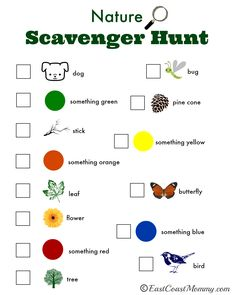 Nature
Scavenger Hunt
dog
bug
something green
pine cone
stick
something yellow
something orange
leaf
butterfly
flower
something blue
something red
bird
tree
©EastCoastMommy.com